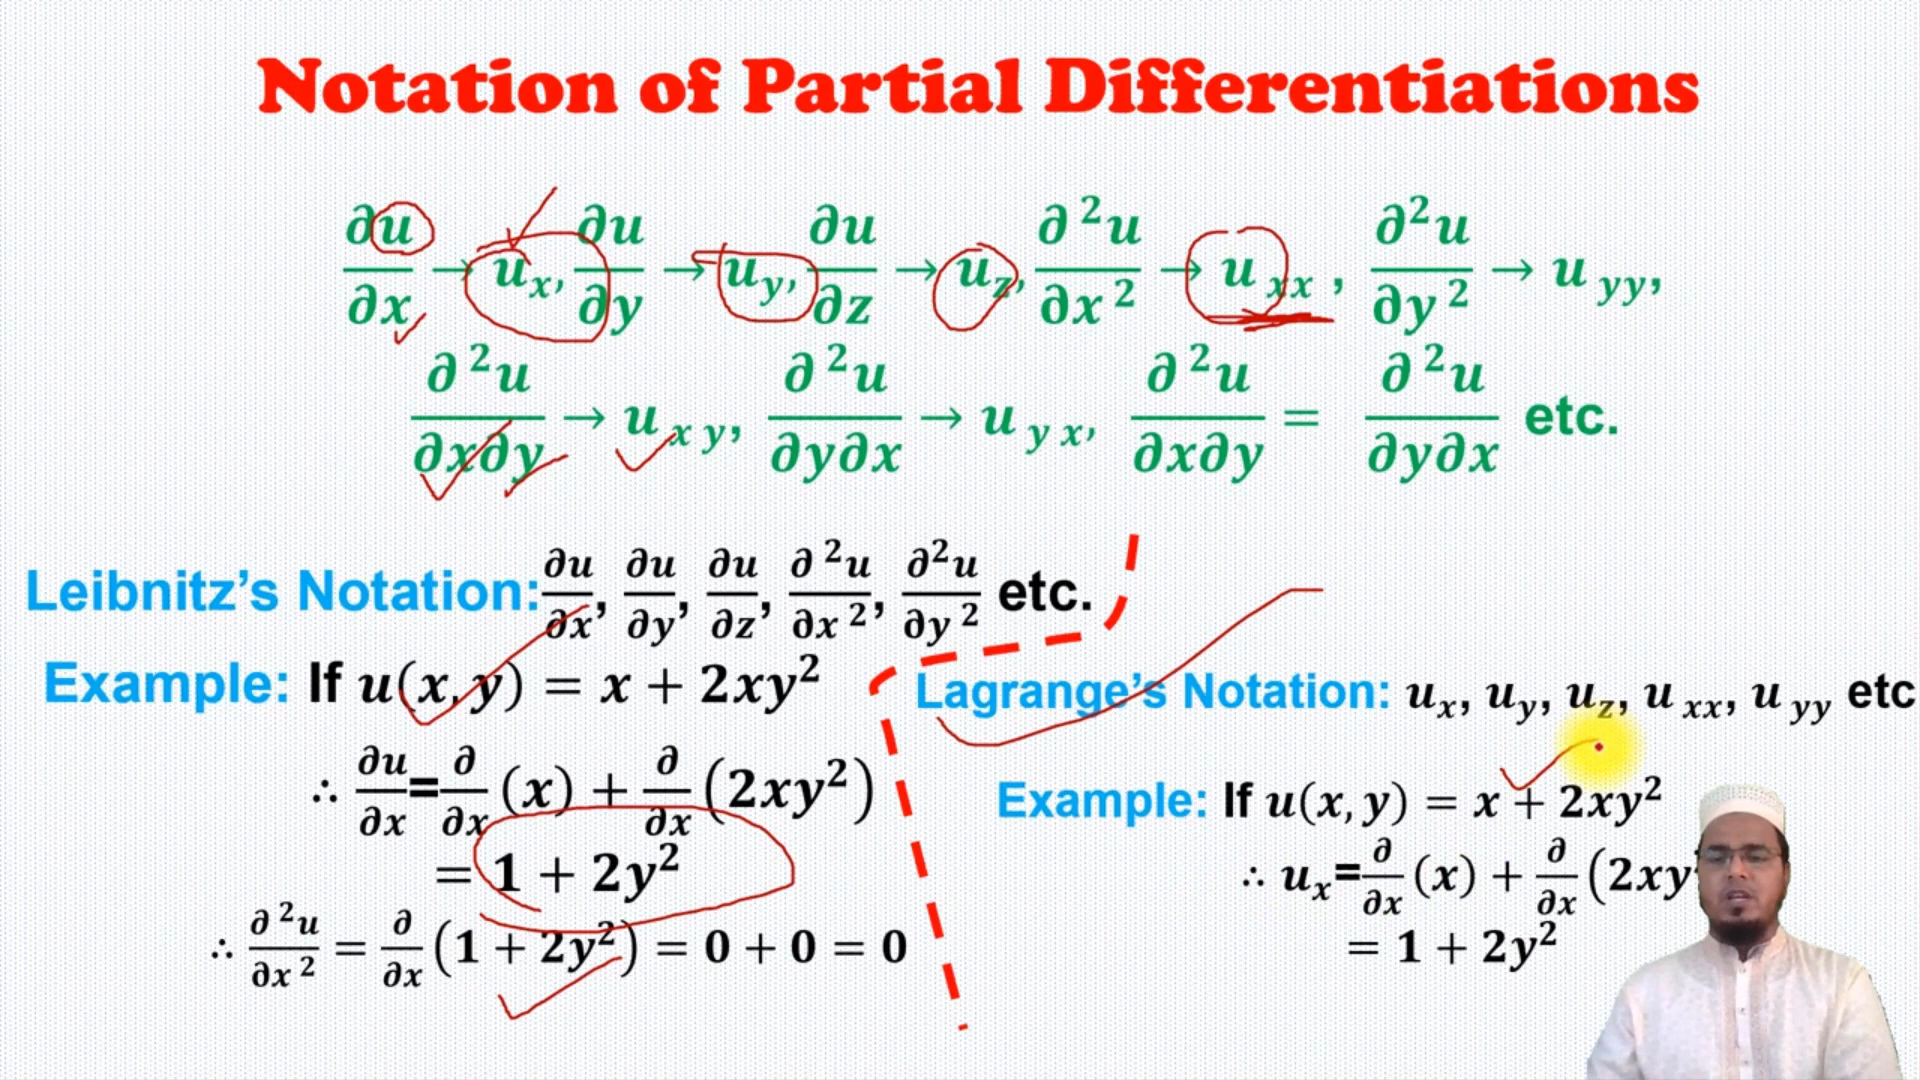 Notation of Partial Differentiations
∂u/∂x → u_x, ∂u/∂y → u_y, ∂u/∂z → u_z, ∂²u/∂x² → u_xx, ∂²u/∂y² → u_yy,
∂²u/∂x∂y → u_xy, ∂²u/∂y∂x → u_yx, ∂²u/∂x∂y = ∂²u/∂y∂x etc.
Leibnitz’s Notation: ∂u/∂x, ∂u/∂y, ∂u/∂z, ∂²u/∂x², ∂²u/∂y² etc.
Example: If u(x, y) = x + 2xy²
∴ ∂u/∂x = ∂/∂x (x) + ∂/∂x (2xy²)
= 1 + 2y²
∴ ∂²u/∂x² = ∂/∂x (1 + 2y²) = 0 + 0 = 0
Lagrange’s Notation: u_x, u_y, u_z, u_xx, u_yy etc
Example: If u(x, y) = x + 2xy²
∴ u_x = ∂/∂x (x) + ∂/∂x (2xy
= 1 + 2y²